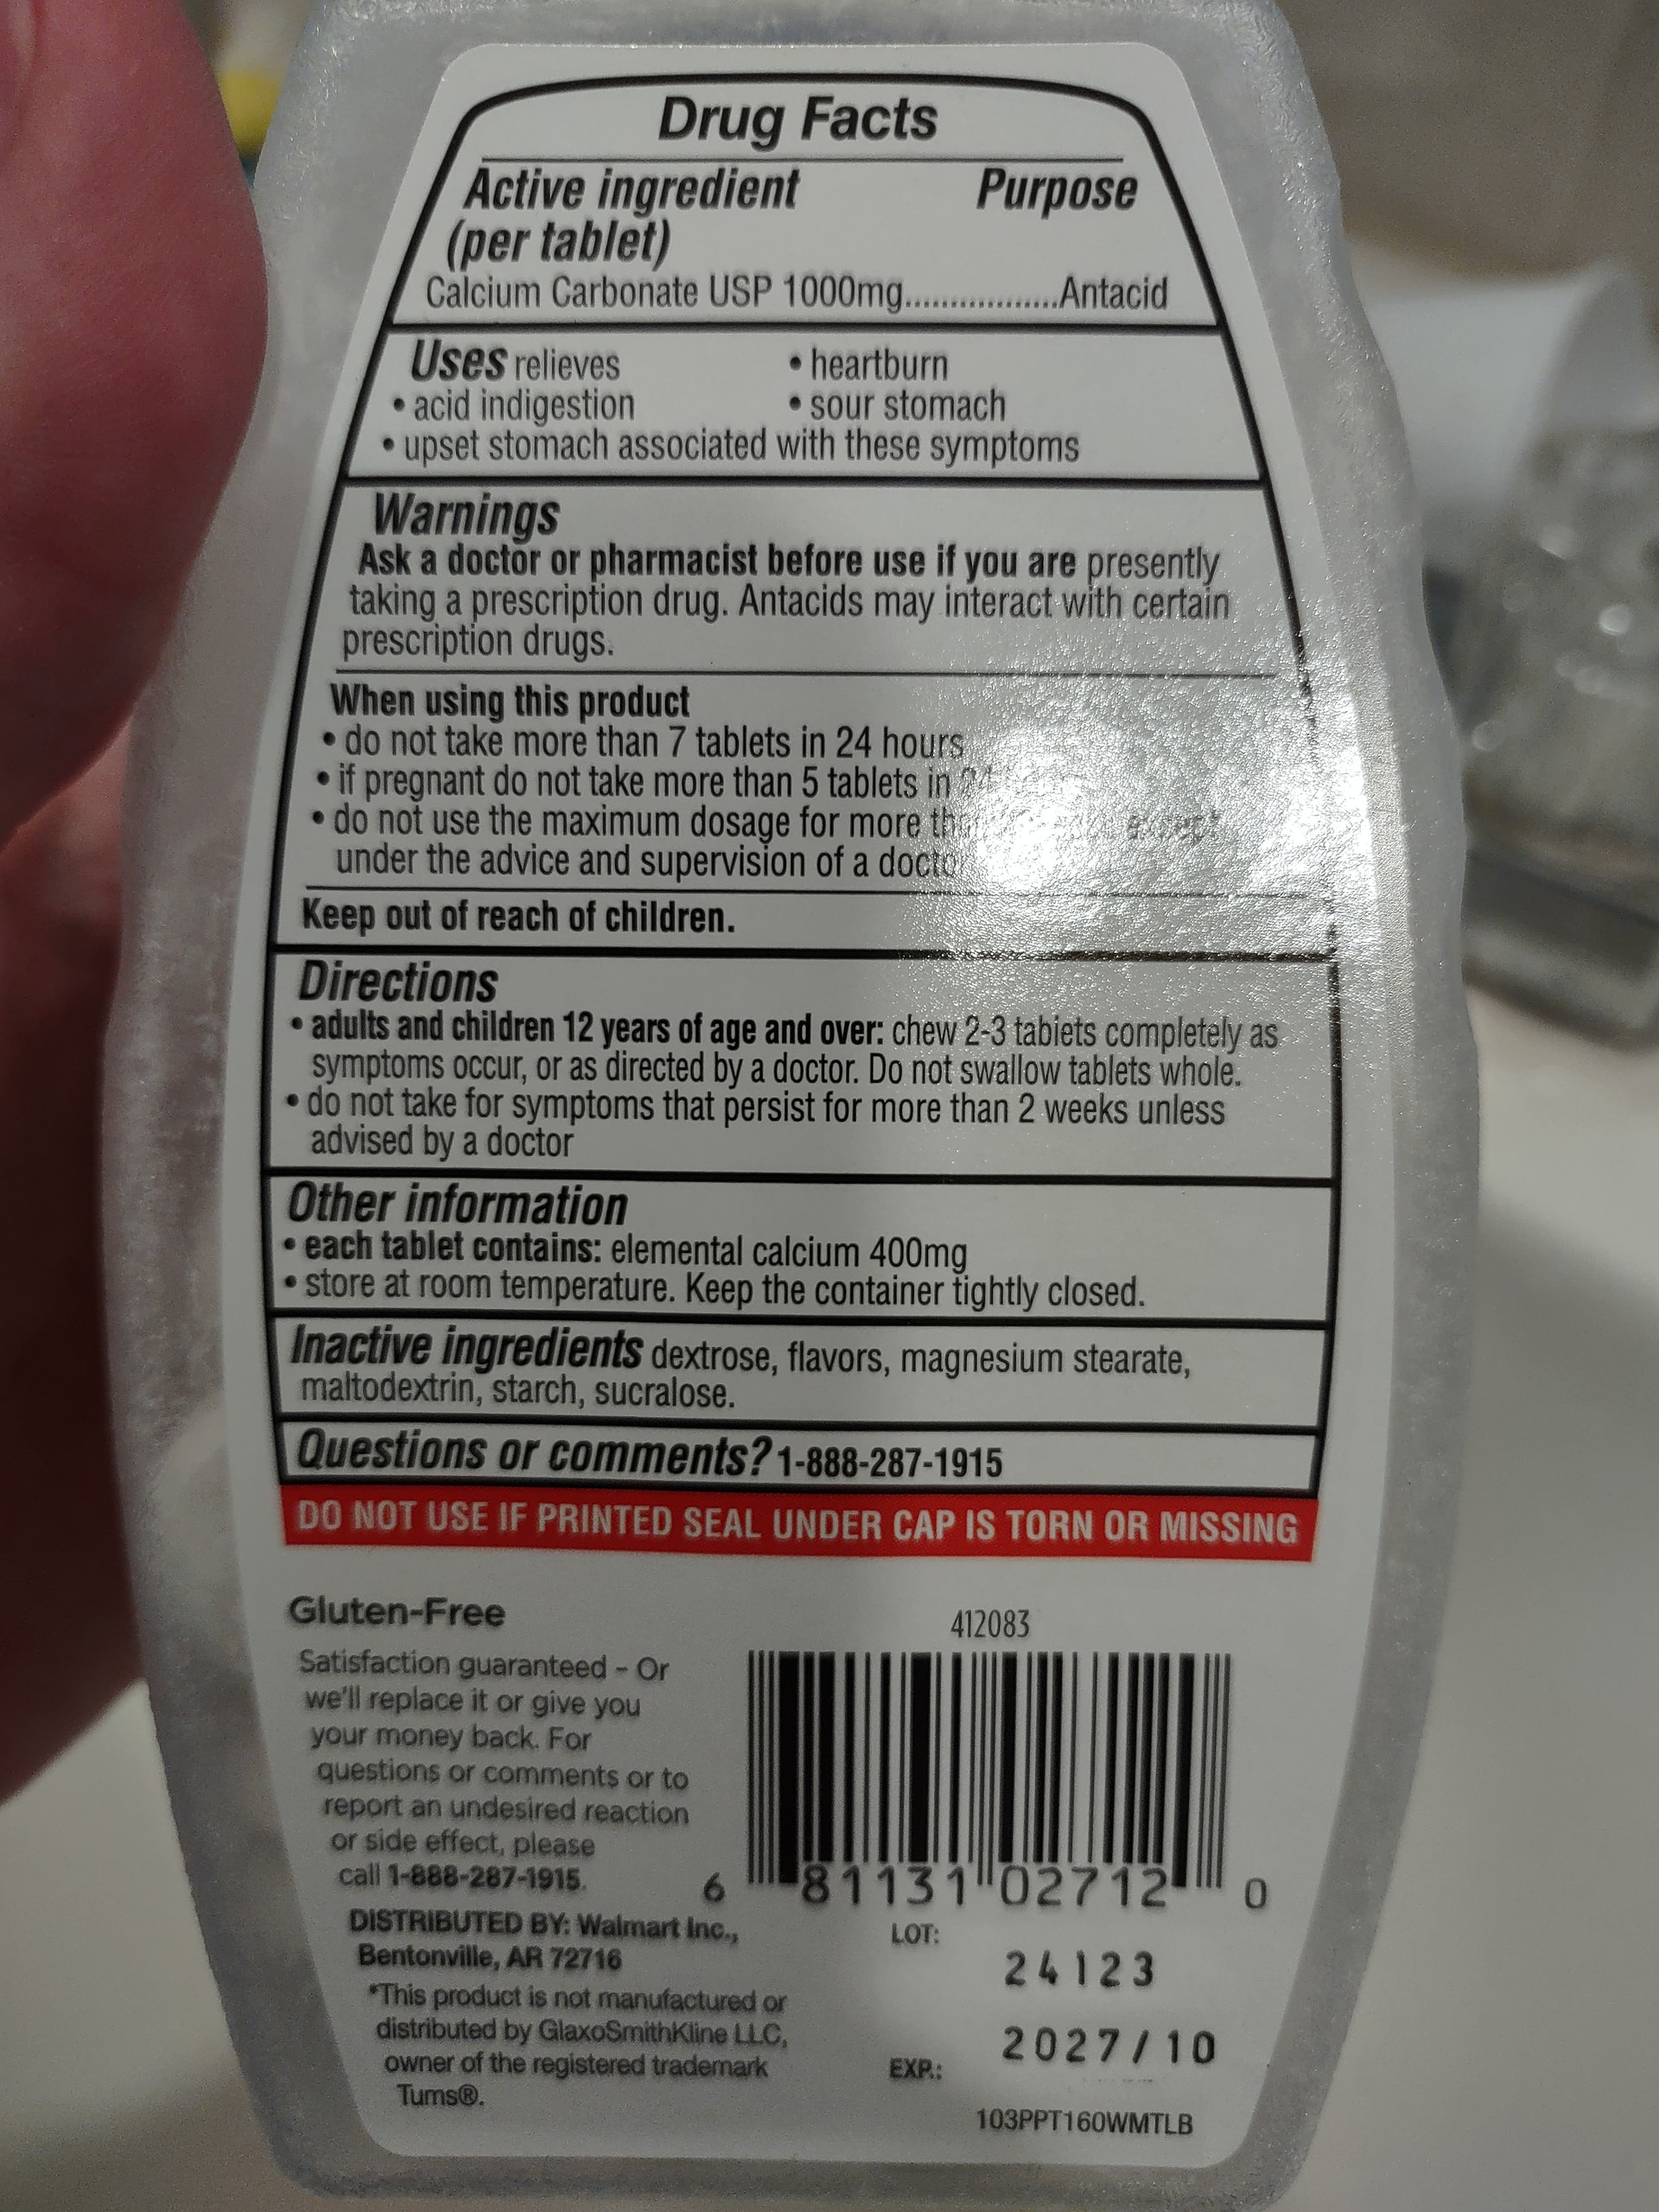 Drug Facts
Active ingredient Purpose
(per tablet)
Calcium Carbonate USP 1000mg..................Antacid
Uses relieves • heartburn
• acid indigestion • sour stomach
• upset stomach associated with these symptoms
Warnings
Ask a doctor or pharmacist before use if you are presently
taking a prescription drug. Antacids may interact with certain
prescription drugs.
When using this product
• do not take more than 7 tablets in 24 hours
• if pregnant do not take more than 5 tablets in 24
• do not use the maximum dosage for more except
under the advice and supervision of a
Keep out of reach of children.
Directions
• adults and children 12 years of age and over: chew 2-3 tablets completely as
symptoms occur, or as directed by a doctor. Do not swallow tablets whole.
• do not take for symptoms that persist for more than 2 weeks unless
advised by a doctor
Other information
• each tablet contains: elemental calcium 400mg
• store at room temperature. Keep the container tightly closed.
Inactive ingredients dextrose, flavors, magnesium stearate,
maltodextrin, starch, sucralose.
Questions or comments? 1-888-287-1915
DO NOT USE IF PRINTED SEAL UNDER CAP IS TORN OR MISSING
Gluten-Free
Satisfaction guaranteed – Or
we'll replace it or give you
your money back. For
questions or comments or to
report an undesired reaction
or side effect, please
call 1-888-287-1915.
DISTRIBUTED BY: Walmart Inc.,
Bentonville, AR 72716
*This product is not manufactured or
distributed by GlaxoSmithKline LLC,
owner of the registered trademark
Tums®.
412083
6 81131 02712 0
LOT:
24123
2027/10
EXP.:
103PPT160WMTLB